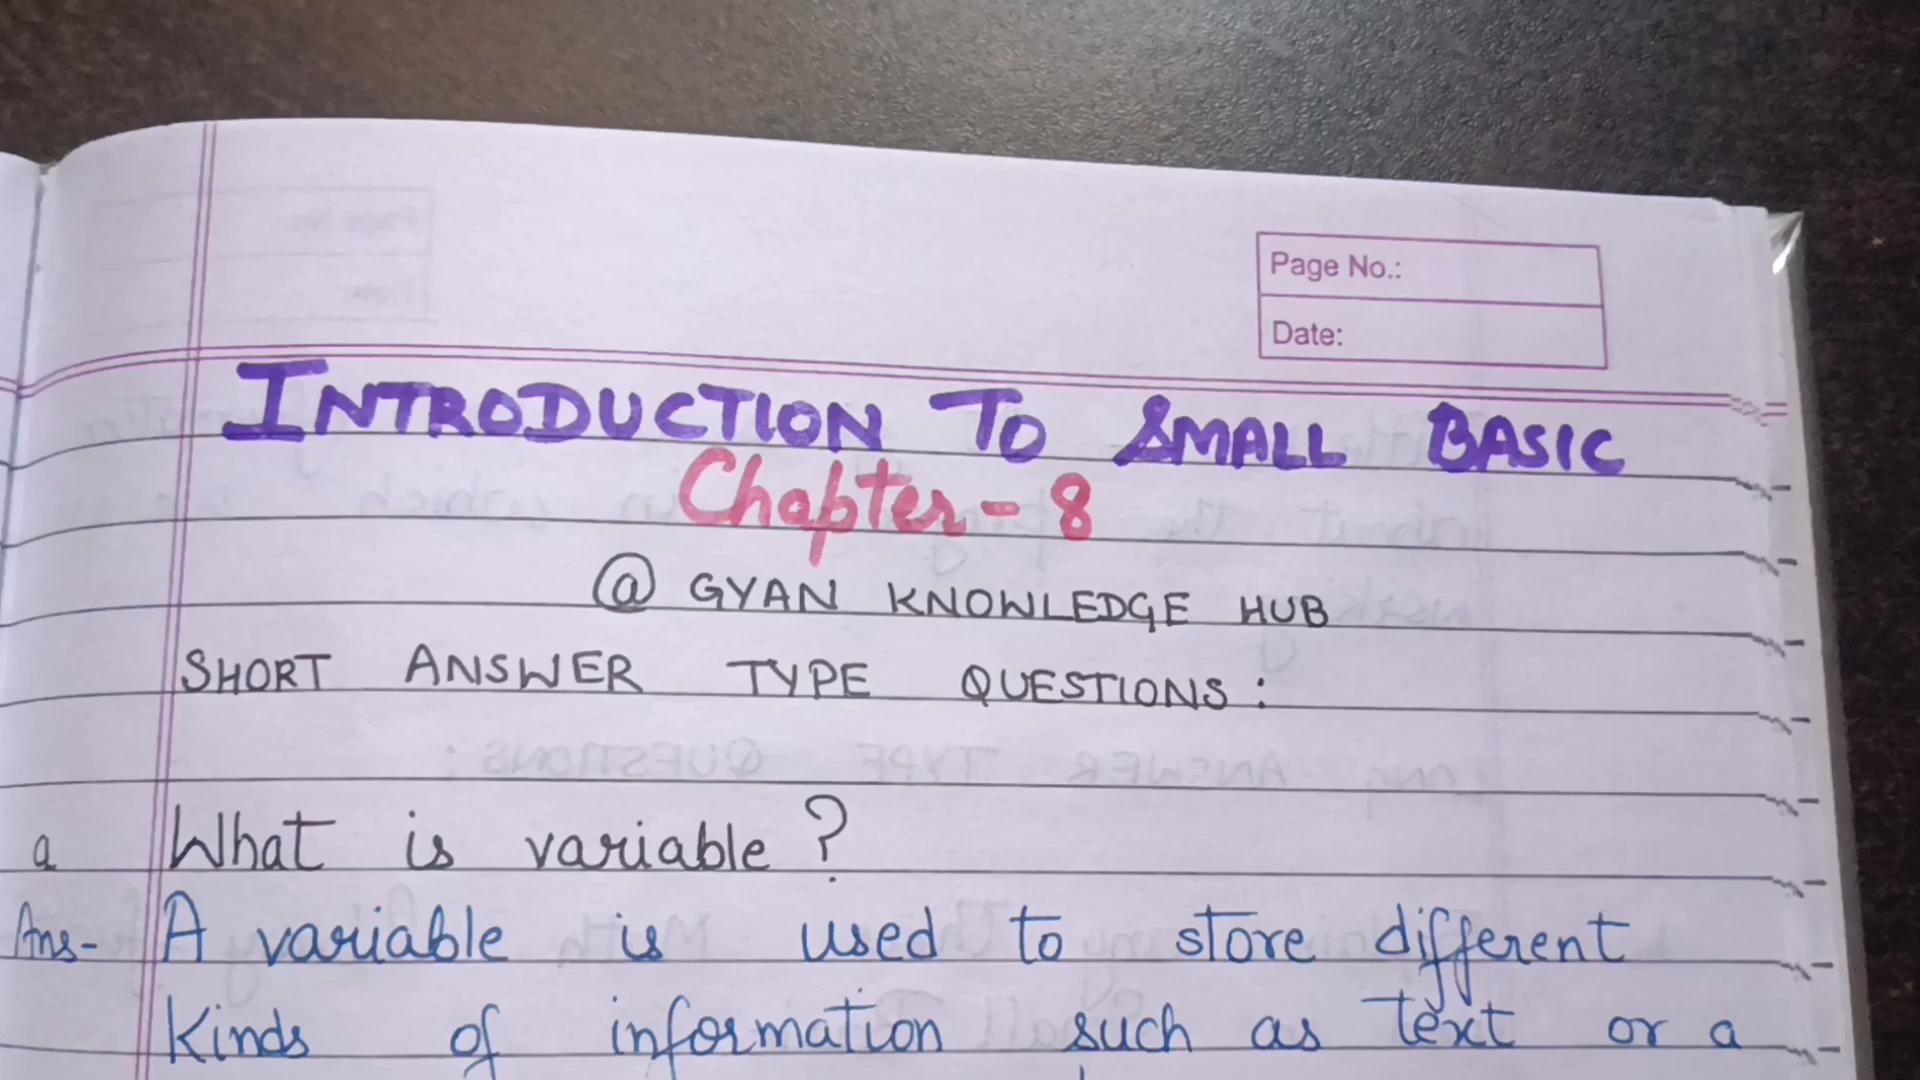 Page No.:
Date:
INTRODUCTION TO SMALL BASIC
Chapter - 8
@ GYAN KNOWLEDGE HUB
SHORT ANSWER TYPE QUESTIONS :
a What is variable ?
Ans- A variable is used to store different
kinds of information such as text or a